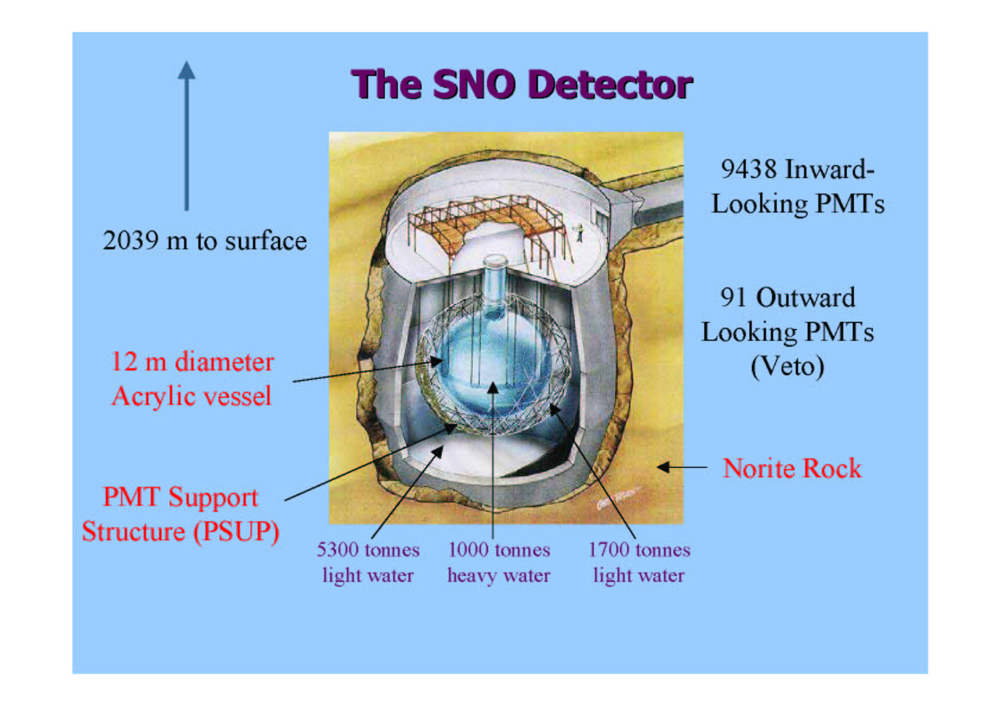 The SNO Detector
2039 m to surface
9438 Inward-
Looking PMTs
91 Outward
Looking PMTs
(Veto)
12 m diameter
Acrylic vessel
Norite Rock
PMT Support
Structure (PSUP)
5300 tonnes
light water
1000 tonnes
heavy water
1700 tonnes
light water